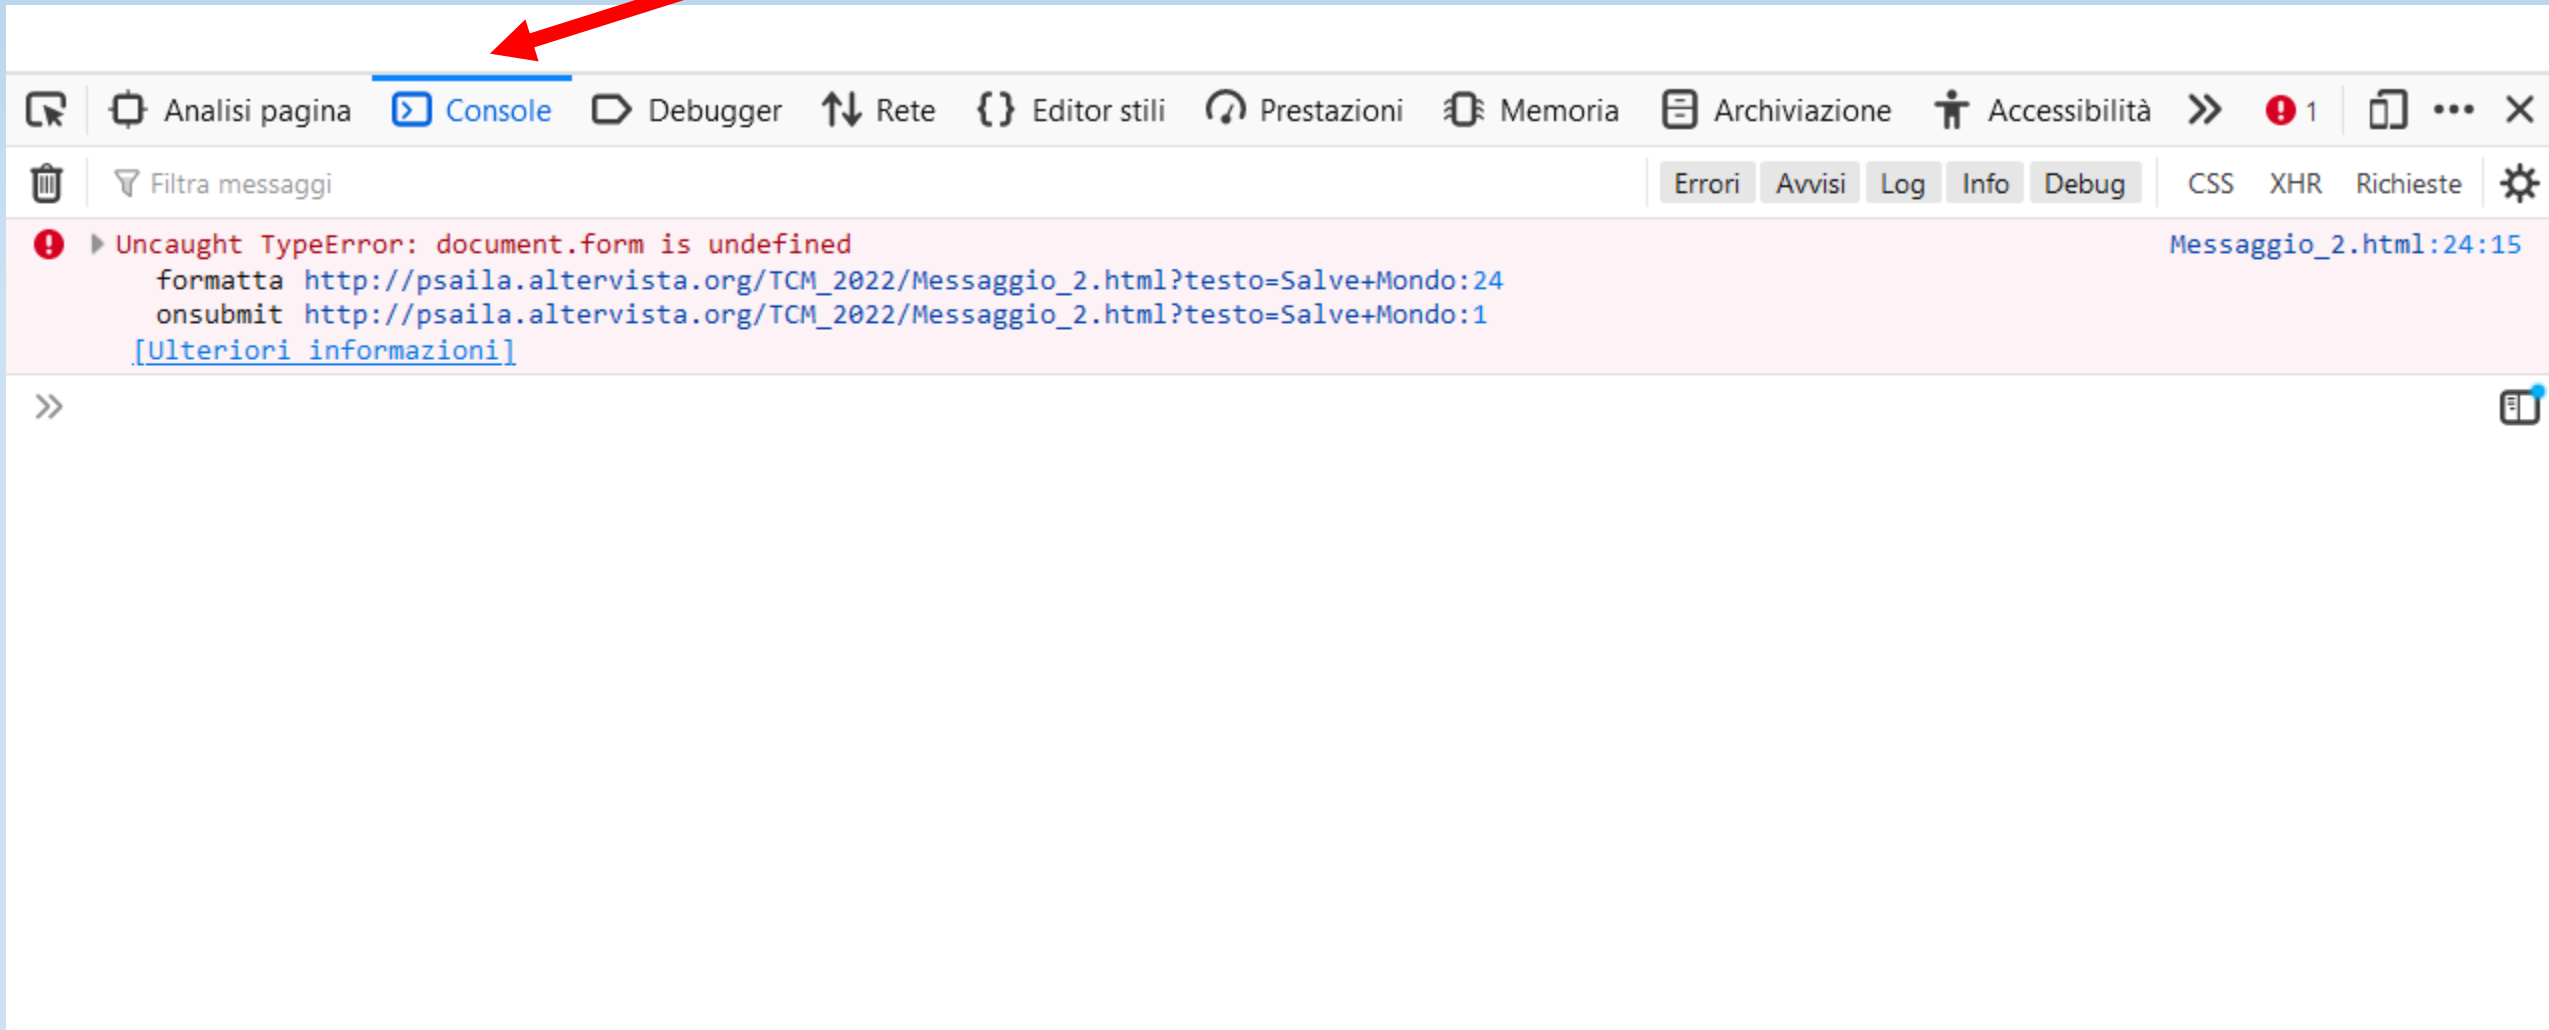 Analisi pagina Console Debugger Rete Editor stili Prestazioni Memoria Archiviazione Accessibilità 1
Filtra messaggi Errori Avvisi Log Info Debug CSS XHR Richieste
Uncaught TypeError: document.form is undefined Messaggio_2.html:24:15
formatta http://psaila.altervista.org/TCM_2022/Messaggio_2.html?testo=Salve+Mondo:24
onsubmit http://psaila.altervista.org/TCM_2022/Messaggio_2.html?testo=Salve+Mondo:1
[Ulteriori informazioni]